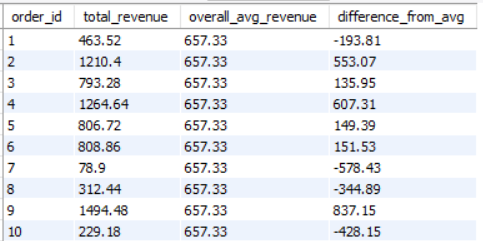 order_id total_revenue overall_avg_revenue difference_from_avg
1 463.52 657.33 -193.81
2 1210.4 657.33 553.07
3 793.28 657.33 135.95
4 1264.64 657.33 607.31
5 806.72 657.33 149.39
6 808.86 657.33 151.53
7 78.9 657.33 -578.43
8 312.44 657.33 -344.89
9 1494.48 657.33 837.15
10 229.18 657.33 -428.15